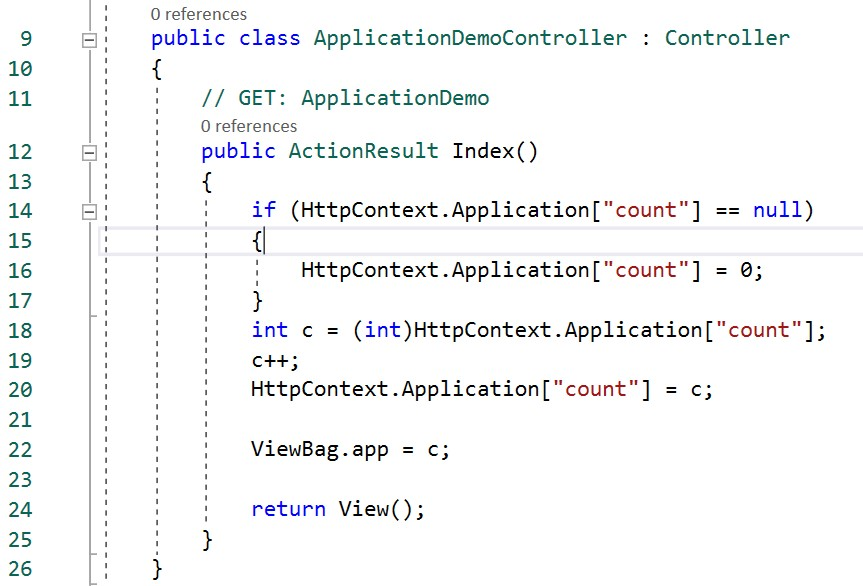 0 references
9 public class ApplicationDemoController : Controller
10 {
11 // GET: ApplicationDemo
0 references
12 public ActionResult Index()
13 {
14 if (HttpContext.Application["count"] == null)
15 {
16 HttpContext.Application["count"] = 0;
17 }
18 int c = (int)HttpContext.Application["count"];
19 c++;
20 HttpContext.Application["count"] = c;
21
22 ViewBag.app = c;
23
24 return View();
25 }
26 }